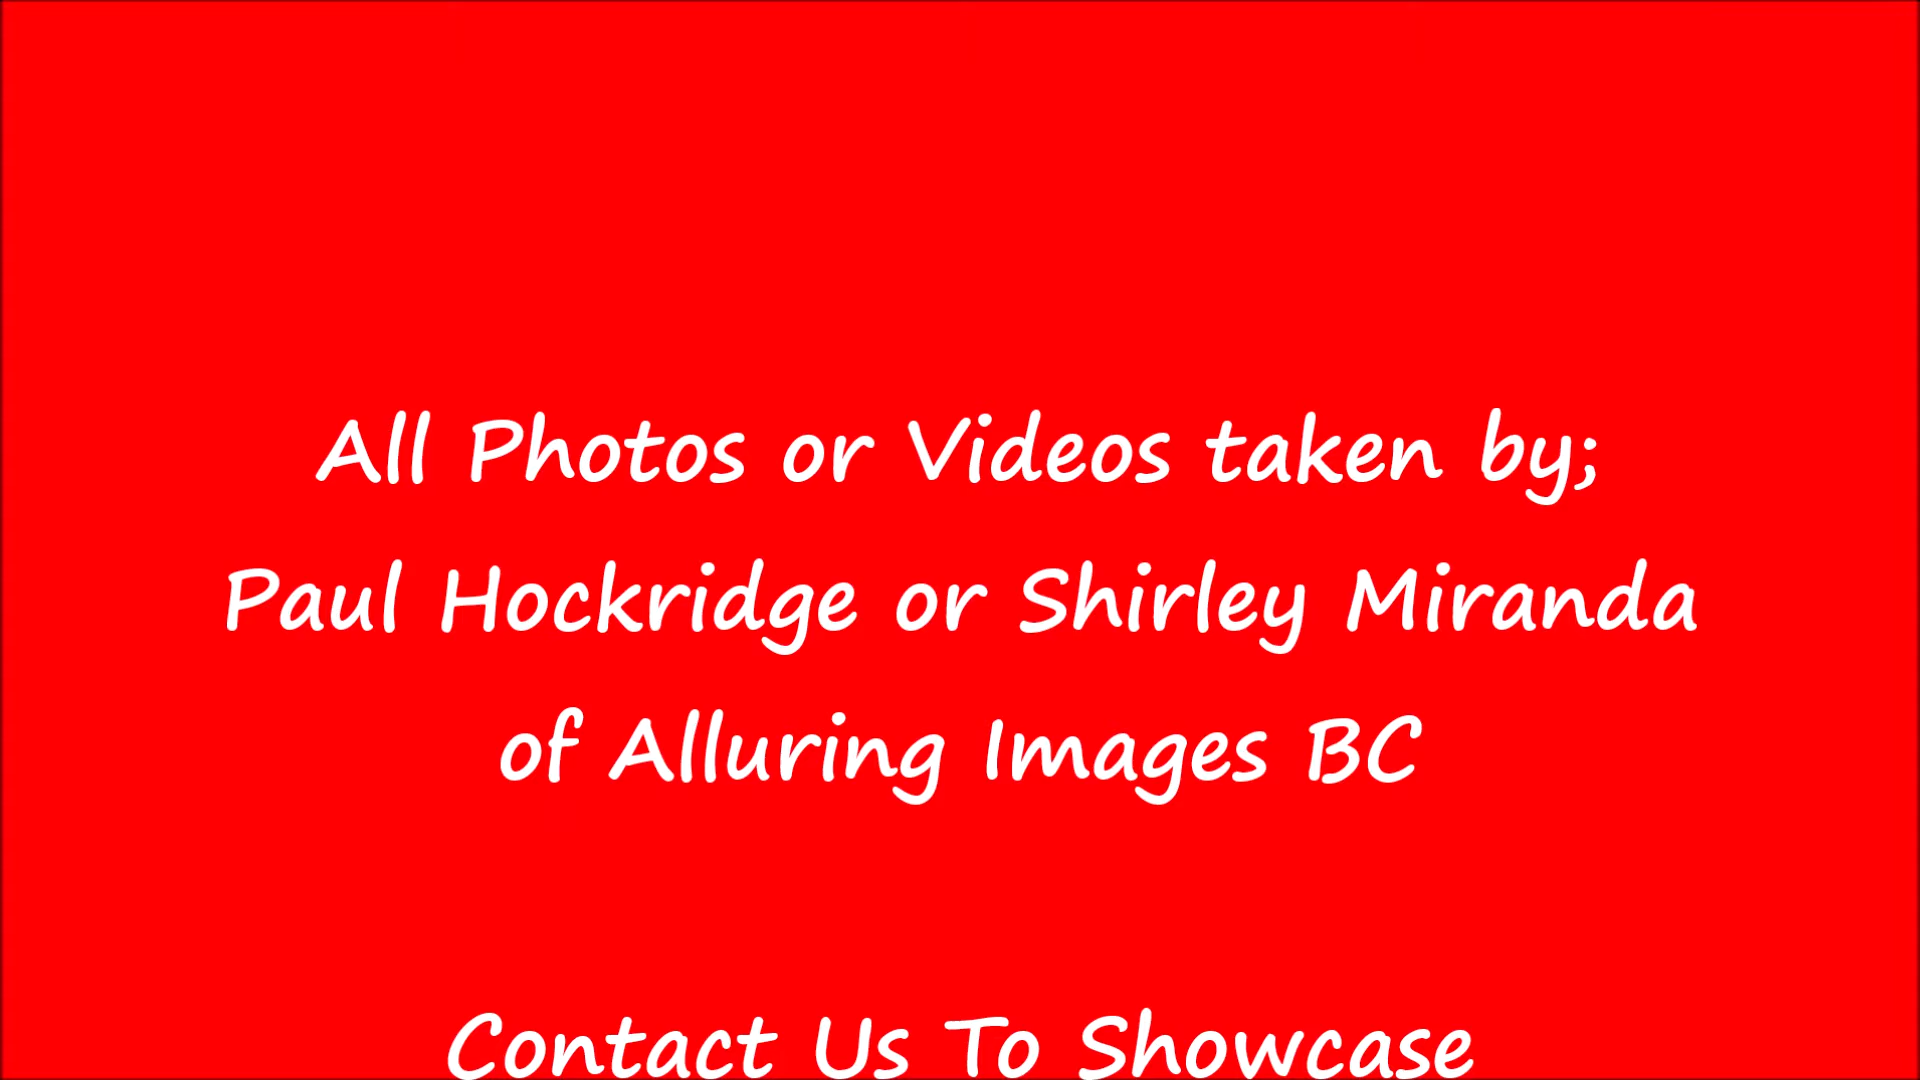 All Photos or Videos taken by;
Paul Hockridge or Shirley Miranda
of Alluring Images BC
Contact Us To Showcase